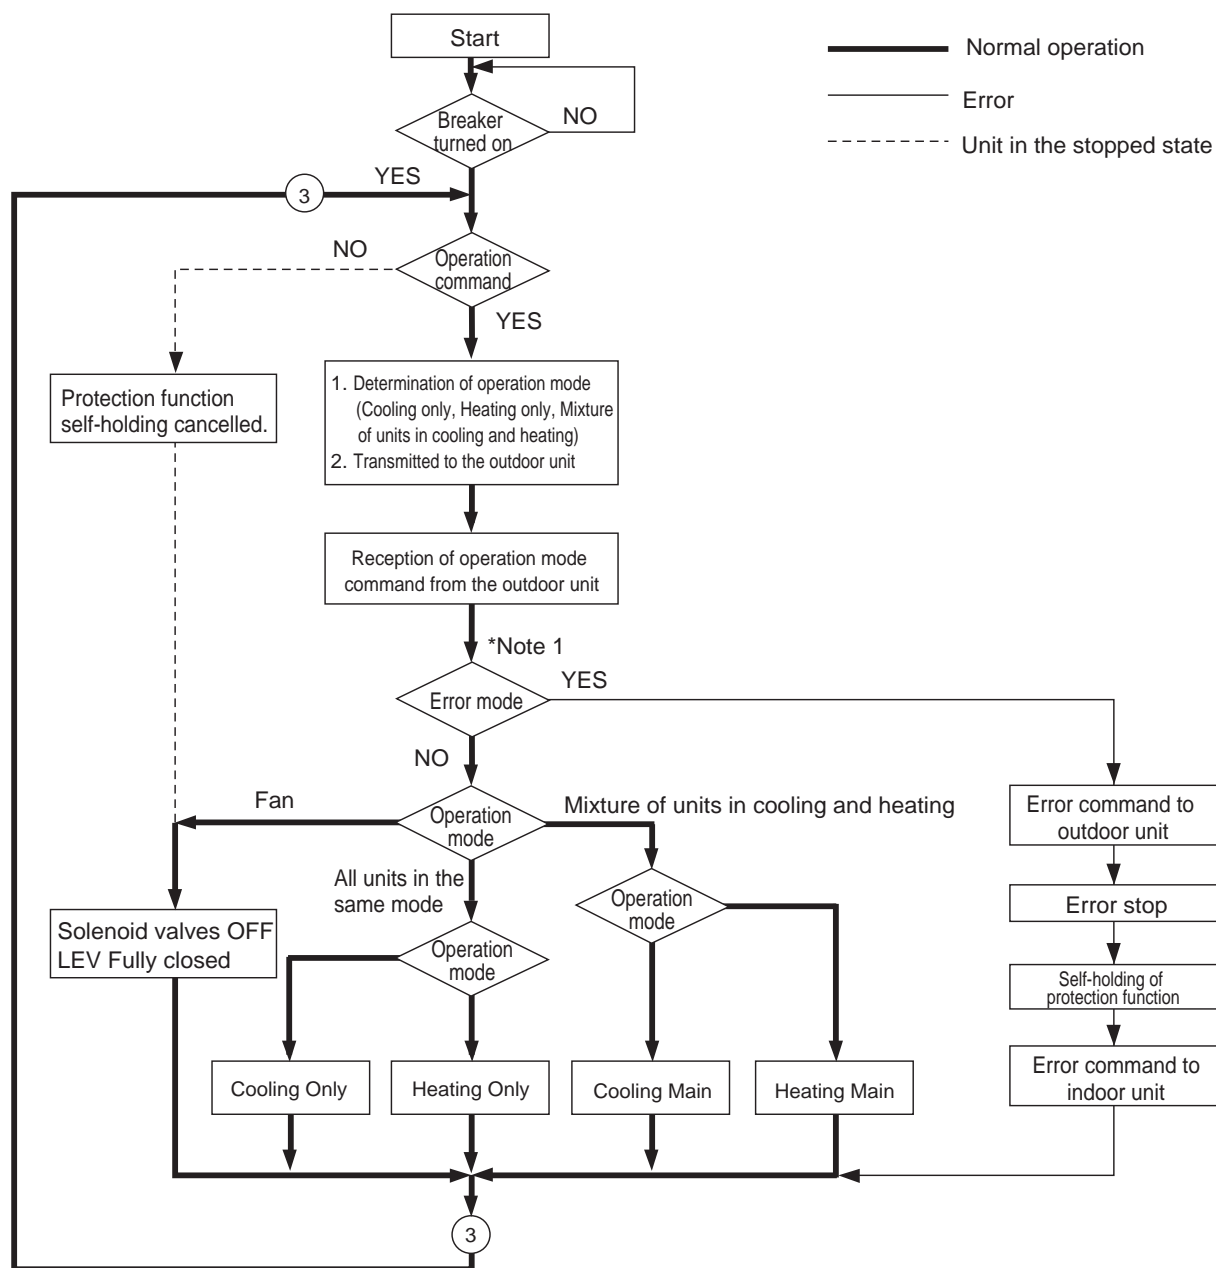 Start
Normal operation
Error
Unit in the stopped state
Breaker
turned on
NO
YES
3
Operation
command
NO
YES
1. Determination of operation mode
(Cooling only, Heating only, Mixture
of units in cooling and heating)
2. Transmitted to the outdoor unit
Protection function
self-holding cancelled.
Reception of operation mode
command from the outdoor unit
*Note 1
Error mode
YES
NO
Fan
Operation
mode
Mixture of units in cooling and heating
Error command to
outdoor unit
All units in the
same mode
Operation
mode
Error stop
Solenoid valves OFF
LEV Fully closed
Operation
mode
Self-holding of
protection function
Cooling Only
Heating Only
Cooling Main
Heating Main
Error command to
indoor unit
3